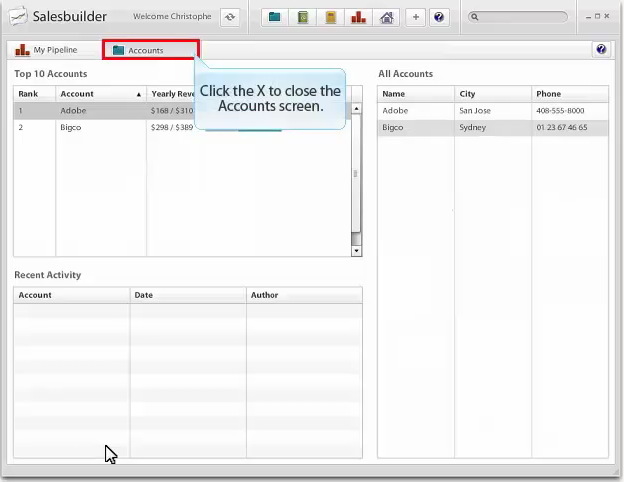 Salesbuilder
Welcome Christophe
My Pipeline
Accounts
Click the X to close the
Accounts screen.
Top 10 Accounts
Rank Account Yearly
1 Adobe $168 / $310
2 Bigco $298 / $389
Recent Activity
Account Date Author
All Accounts
Name City Phone
Adobe San Jose 408-555-8000
Bigco Sydney 01 23 67 46 65